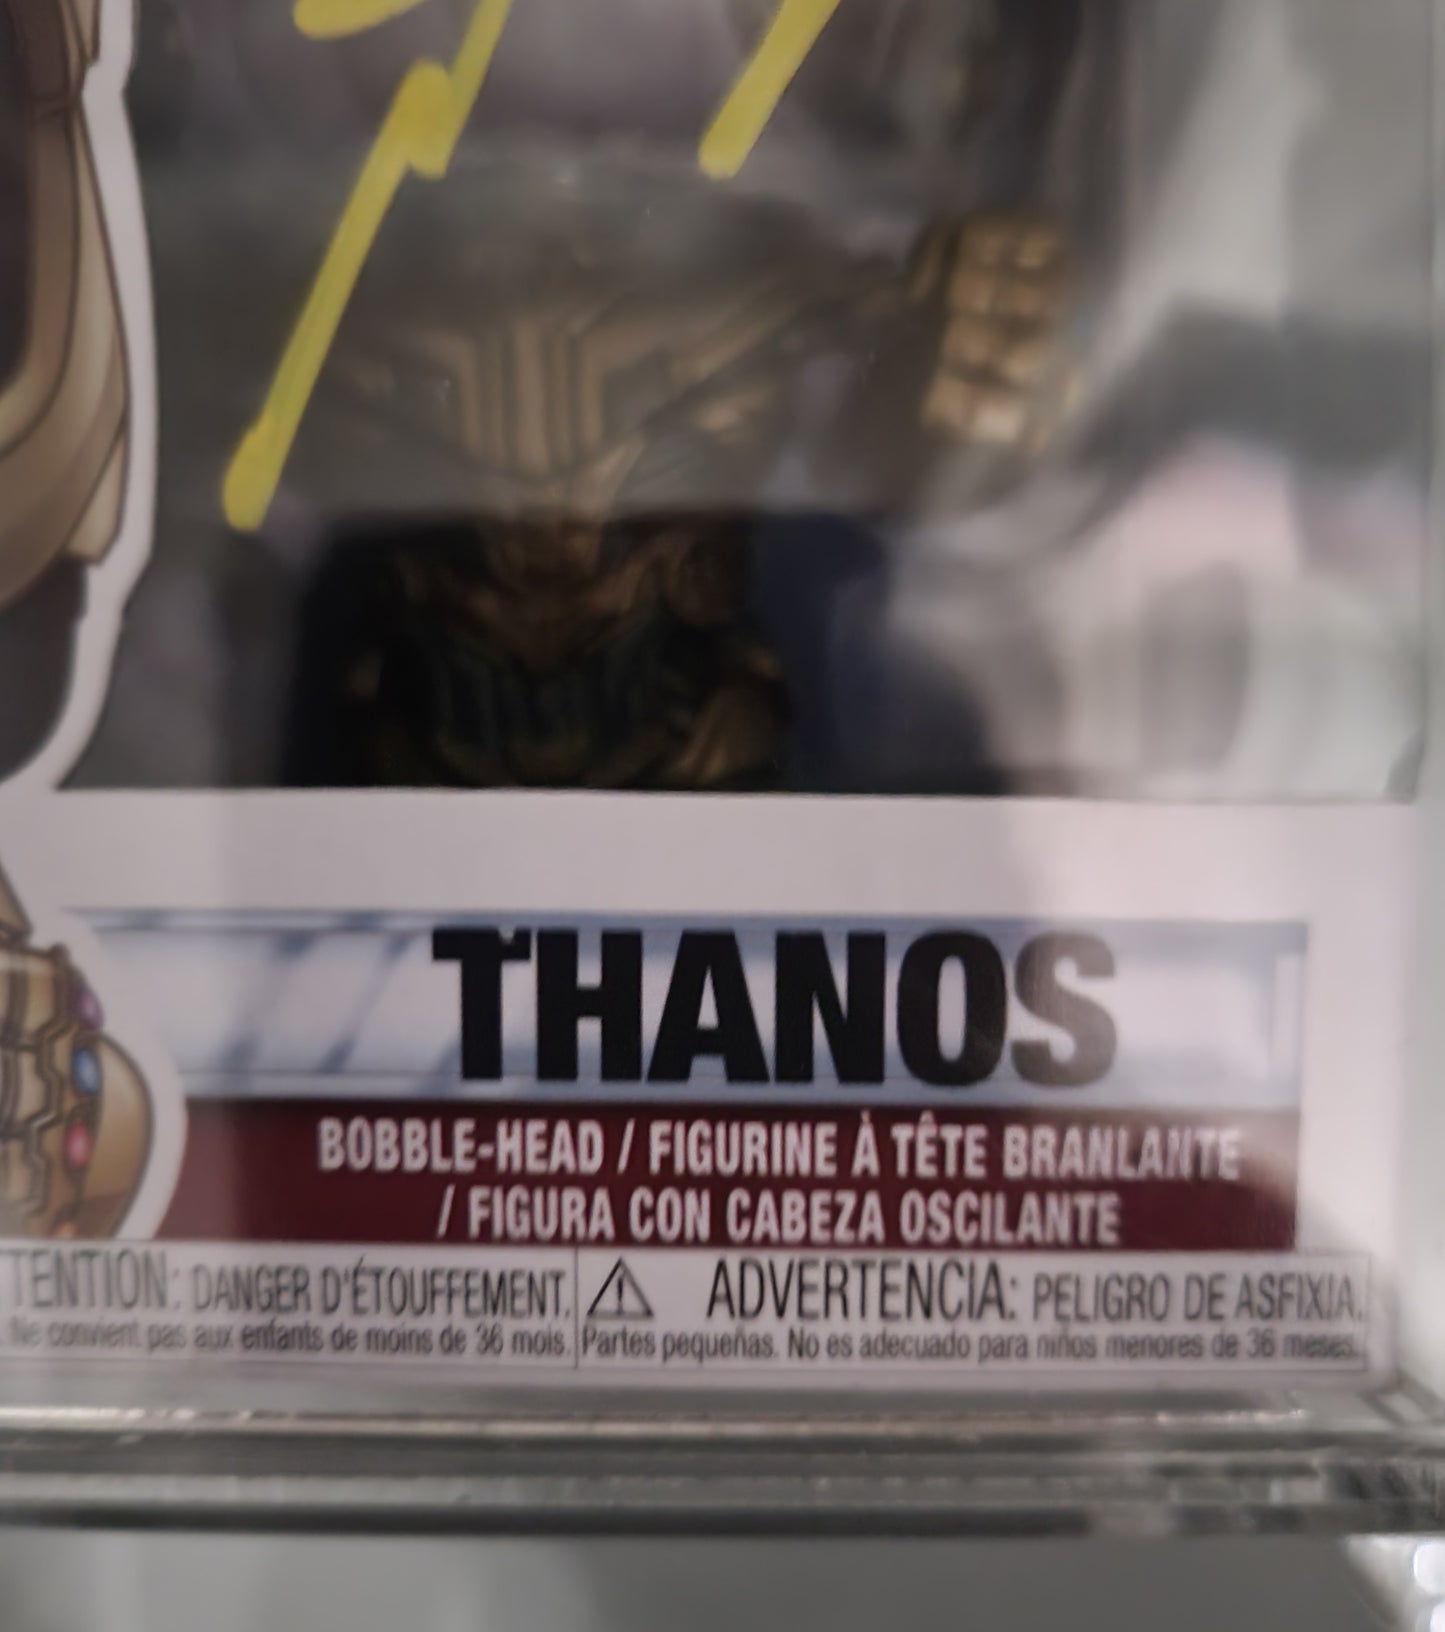 THANOS
BOBBLE-HEAD / FIGURINE À TÊTE BRANLANTE
/ FIGURA CON CABEZA OSCILANTE
TENTION: DANGER D'ÉTOUFFEMENT.
Ne convient pas aux enfants de moins de 36 mois.
⚠ ADVERTENCIA: PELIGRO DE ASFIXIA.
Partes pequeñas. No es adecuado para niños menores de 36 meses.